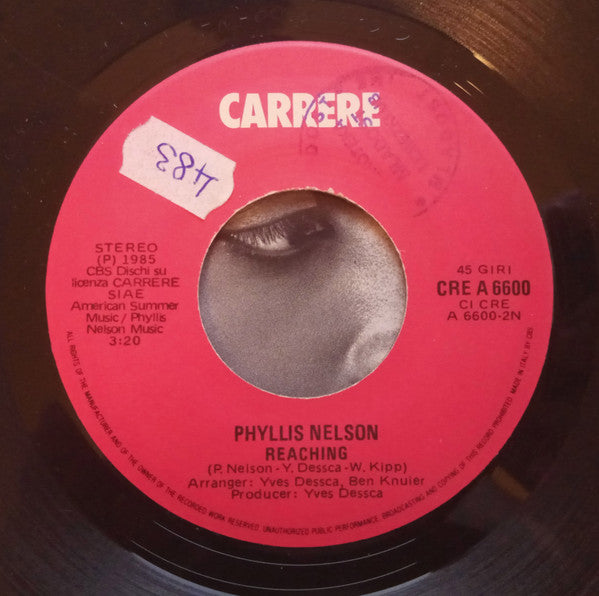 CARRERE
483
STEREO
(P) 1985
CBS Dischi su
licenza CARRERE
SIAE
American Summer
Music / Phyllis
Nelson Music
3:20
45 GIRI
CRE A 6600
CI CRE
A 6600-2N
PHYLLIS NELSON
REACHING
(P. Nelson-Y. Dessca-W. Kipp)
Arranger: Yves Dessca, Ben Knuier
Producer: Yves Dessca
ALL RIGHTS OF THE MANUFACTURER AND OF THE OWNER OF THE RECORDED WORK RESERVED. UNAUTHORIZED PUBLIC PERFORMANCE, BROADCASTING AND COPYING OF THIS RECORD PROHIBITED. MADE IN ITALY BY CBS